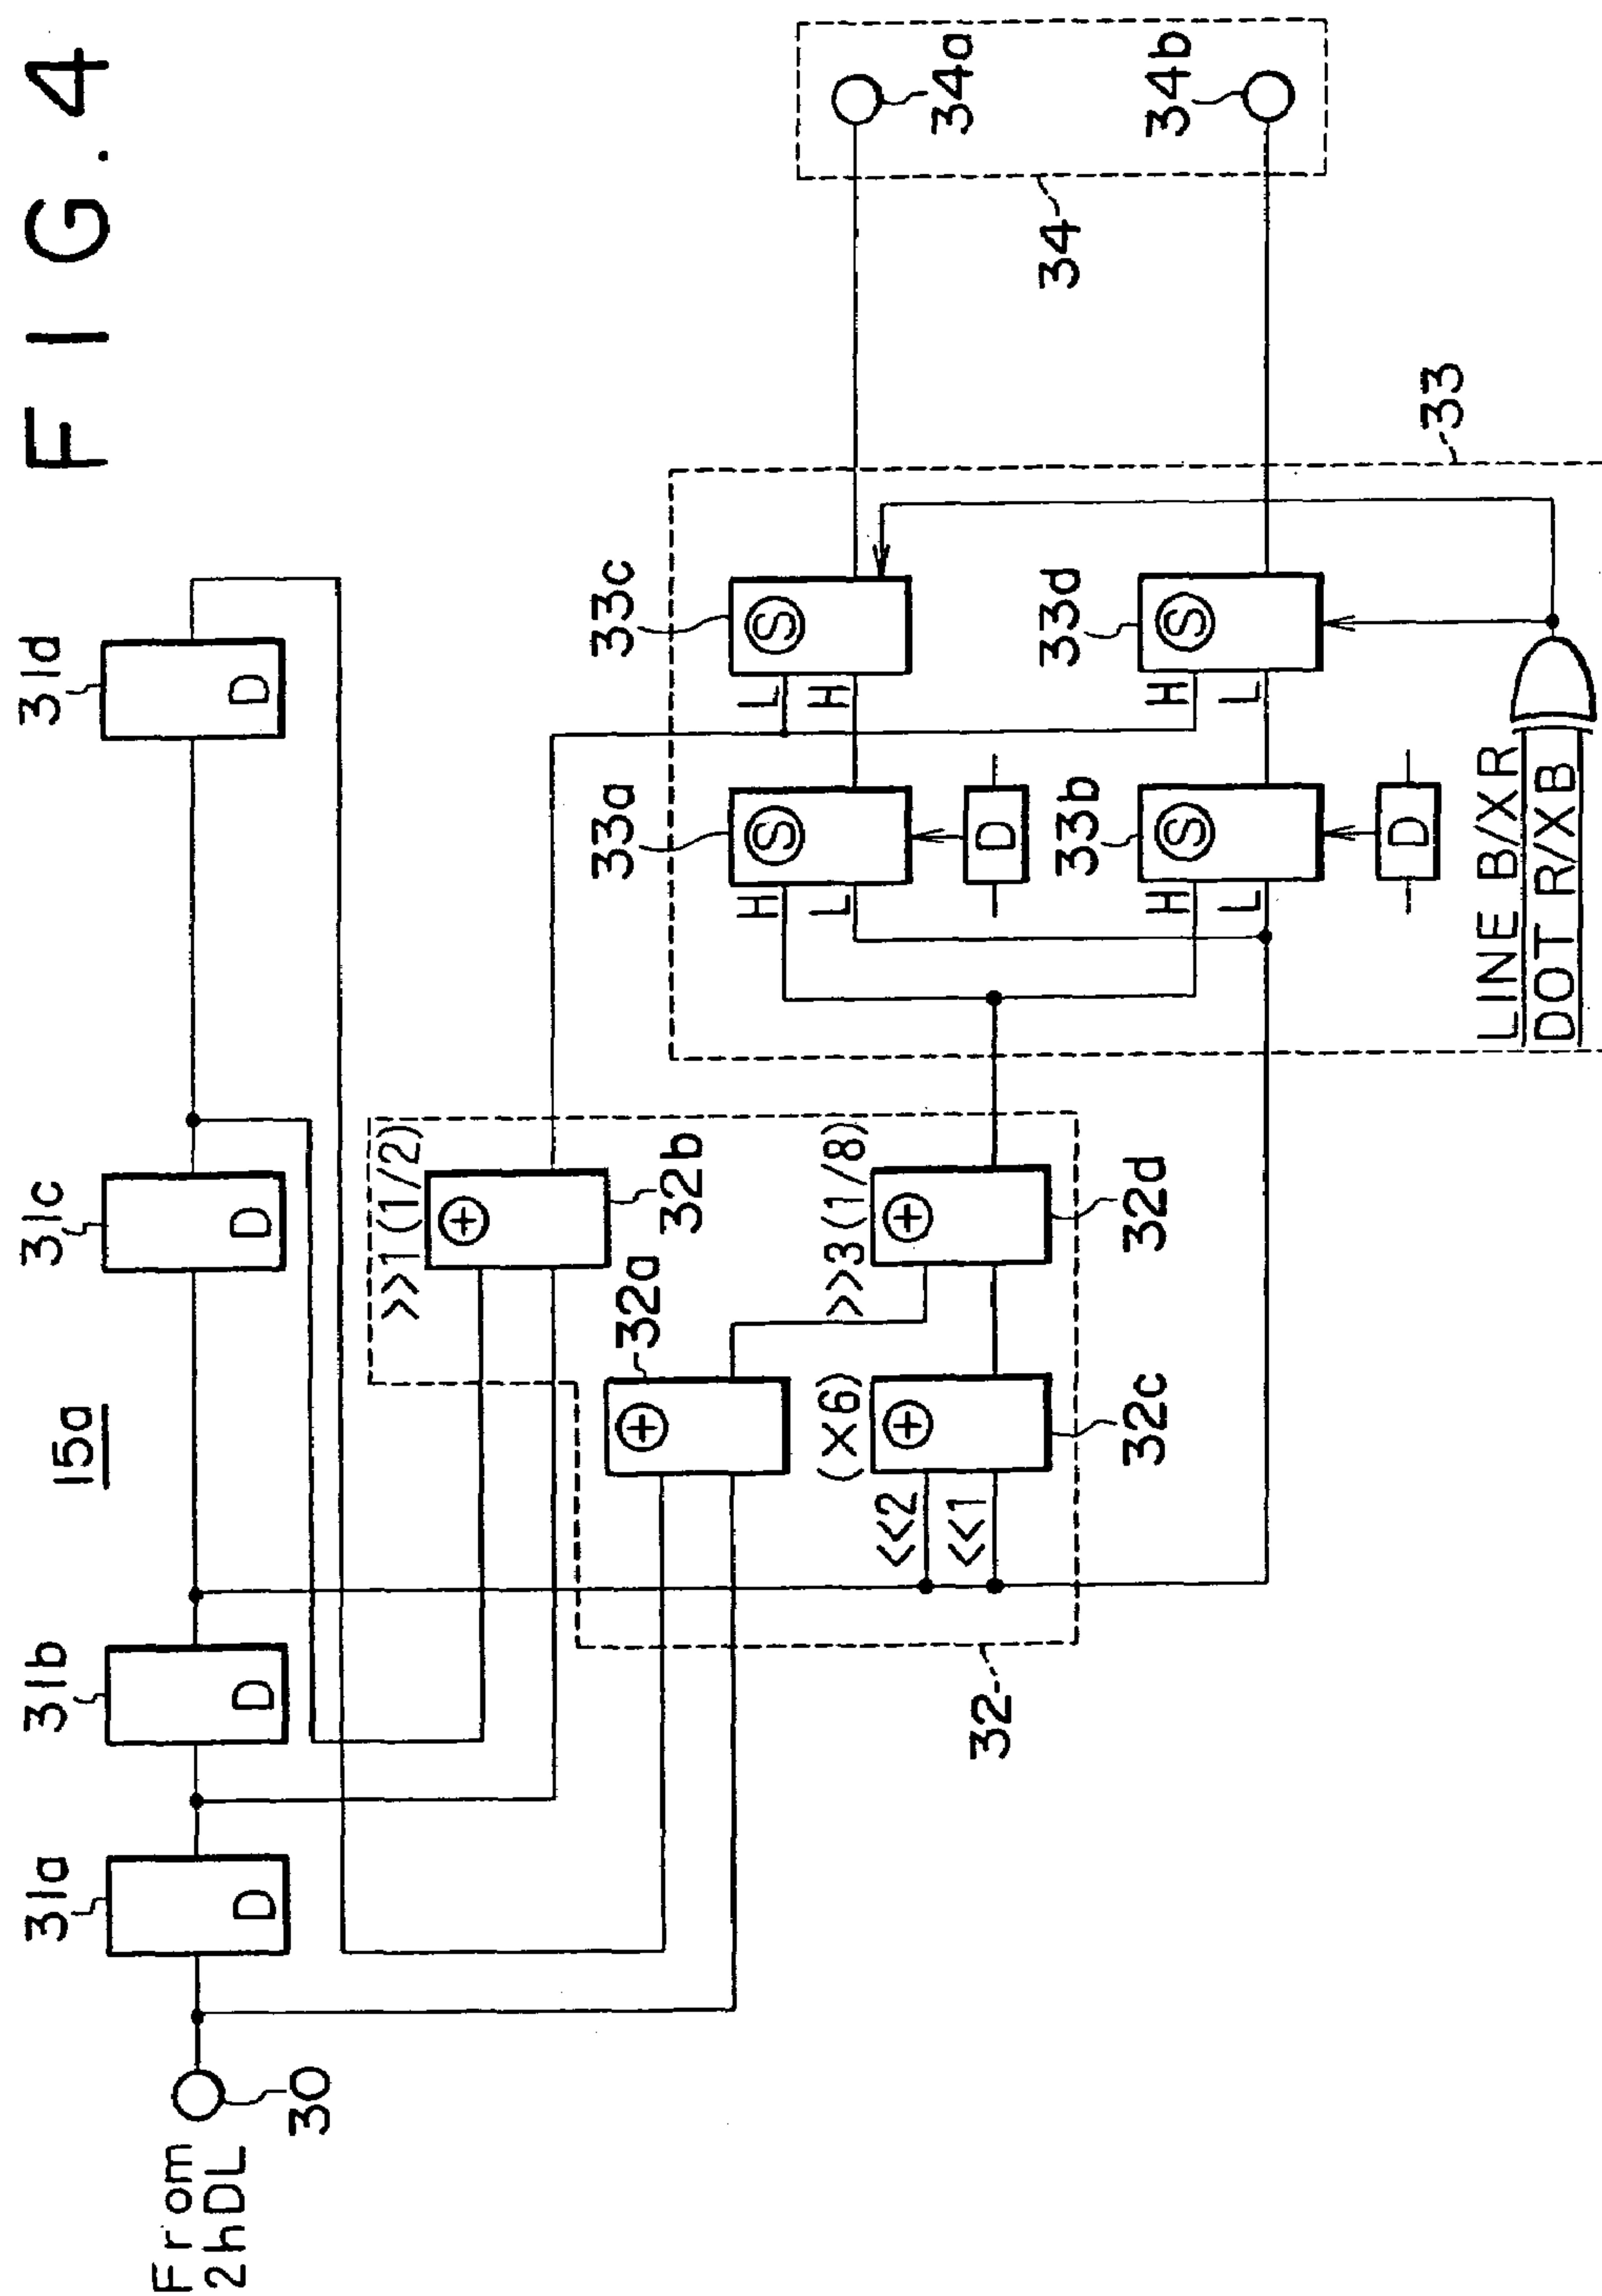 FIG. 4
15a
31a
31b
31c
31d
D
D
D
D
From
2hDL
30
>>1(1/2)
32b
32a
>>3(1/8)
32d
(×6)
32c
<<2
<<1
32
33a
33c
33b
33d
H
L
L
H
H
L
H
L
S
S
S
S
D
D
LINE B/XR
DOT R/XB
33
34a
34b
34